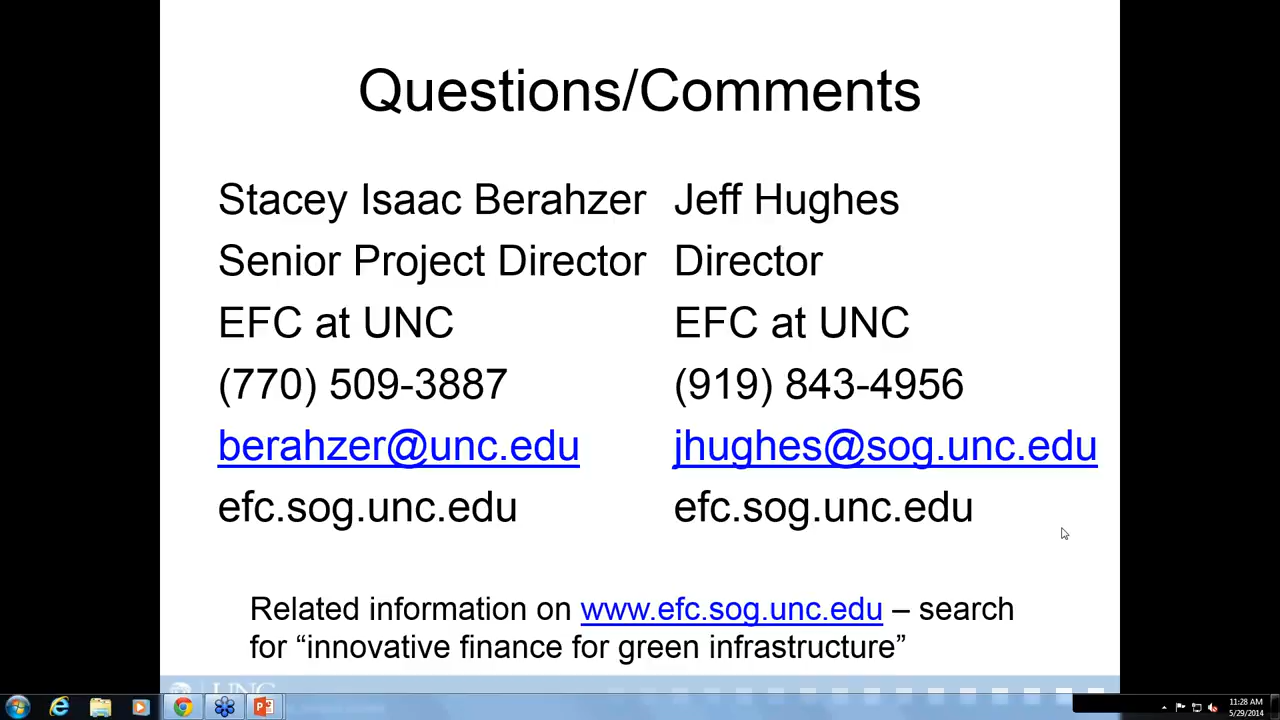 Questions/Comments
Stacey Isaac Berahzer
Senior Project Director
EFC at UNC
(770) 509-3887
berahzer@unc.edu
efc.sog.unc.edu
Jeff Hughes
Director
EFC at UNC
(919) 843-4956
jhughes@sog.unc.edu
efc.sog.unc.edu
Related information on www.efc.sog.unc.edu – search
for “innovative finance for green infrastructure”
UNC
11:28 AM
5/29/2014